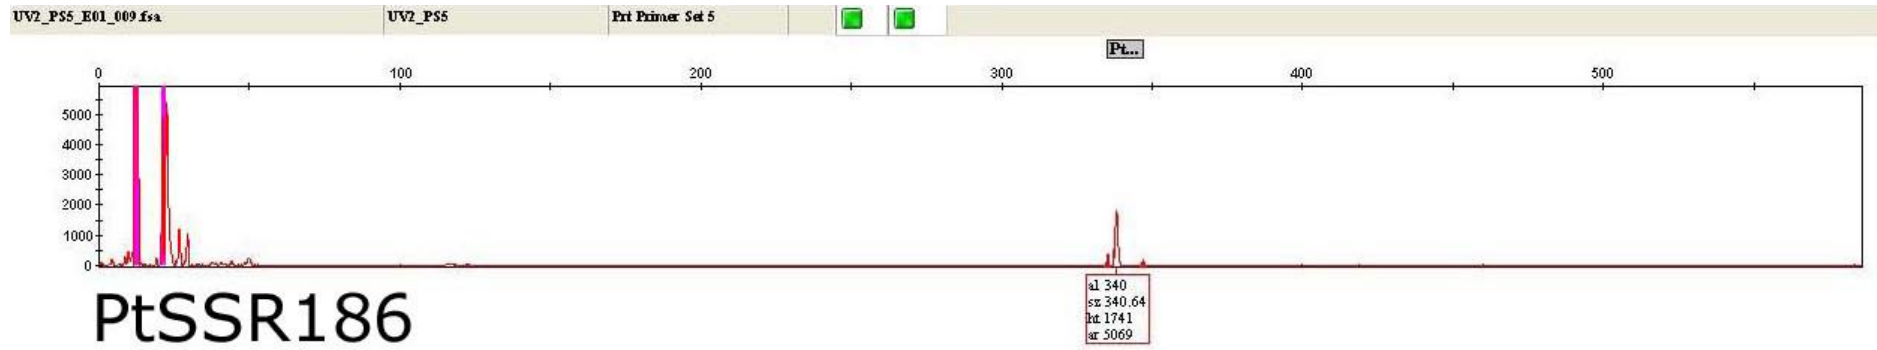 UV2_PS5_E01_009.fsa UV2_PS5 Prt Primer Set 5
Pt...
0 100 200 300 400 500
5000
4000
3000
2000
1000
0
al 340
sz 340.64
ht 1741
ar 5069
PtSSR186